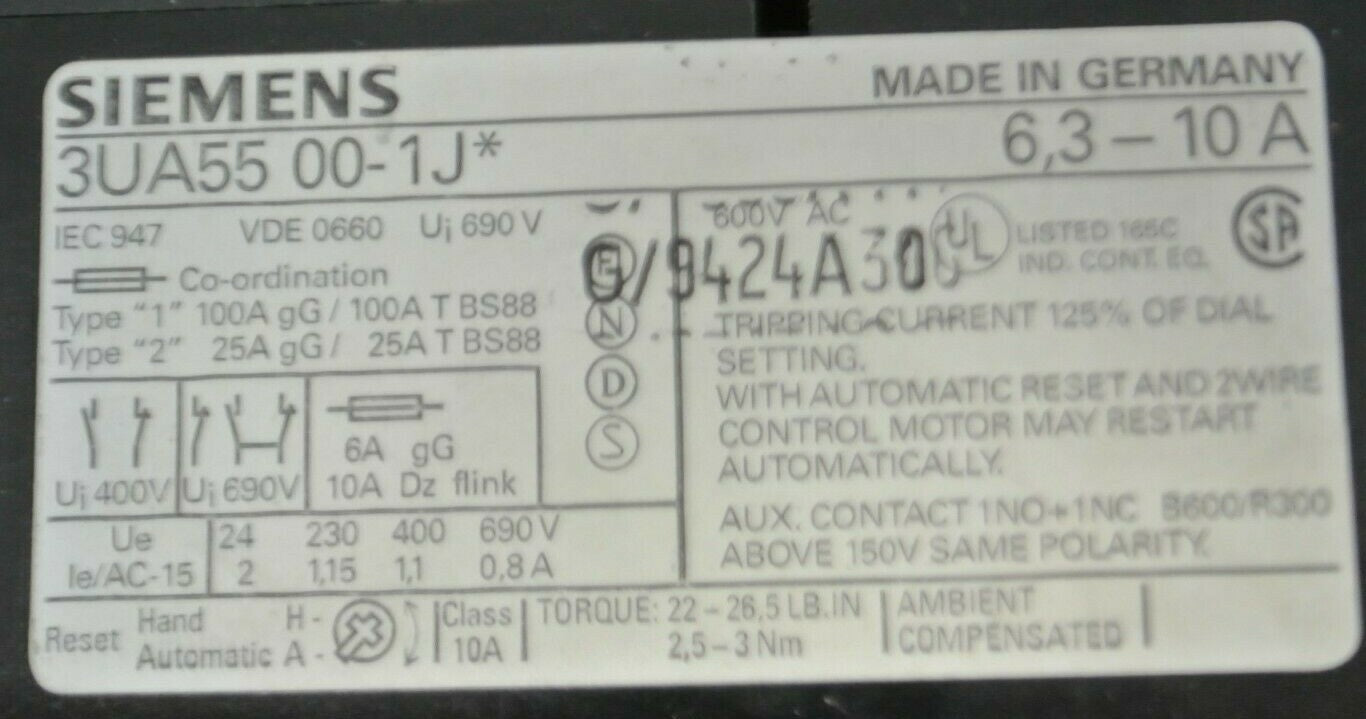 SIEMENS
MADE IN GERMANY
3UA55 00-1J*
6,3 – 10 A
IEC 947 VDE 0660 Ui 690 V
Co-ordination
Type "1" 100A gG / 100A T BS88
Type "2" 25A gG / 25A T BS88
Ui 400V
Ui 690V
6A gG
10A Dz flink
Ue 24 230 400 690 V
Ie/AC-15 2 1,15 1,1 0,8 A
N
D
S
600V AC
UL
LISTED 165C
IND. CONT. EQ.
SA
/9424A30
TRIPPING CURRENT 125% OF DIAL
SETTING.
WITH AUTOMATIC RESET AND 2WIRE
CONTROL MOTOR MAY RESTART
AUTOMATICALLY.
AUX. CONTACT 1NO+1NC B600/R300
ABOVE 150V SAME POLARITY.
Reset
Hand H -
Automatic A -
Class
10A
TORQUE: 22 – 26,5 LB.IN
2,5 – 3 Nm
AMBIENT
COMPENSATED